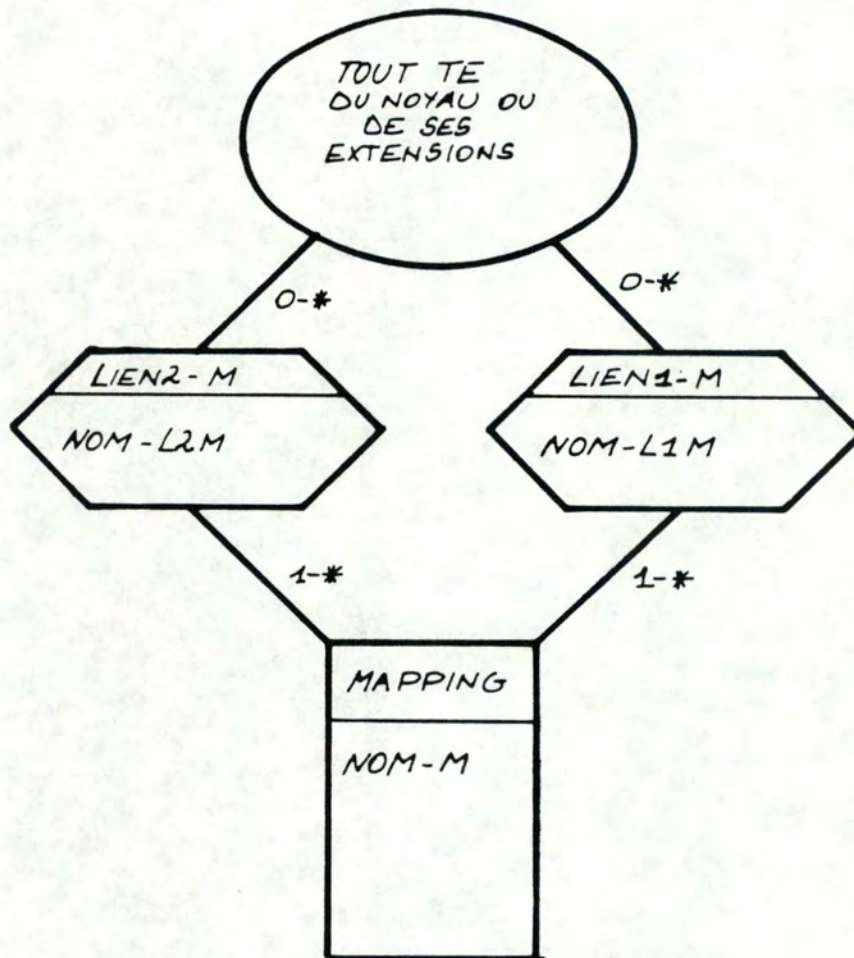 TOUT TE
DU NOYAU OU
DE SES
EXTENSIONS
0-*
0-*
LIEN2-M
NOM-L2M
LIEN1-M
NOM-L1M
1-*
1-*
MAPPING
NOM-M